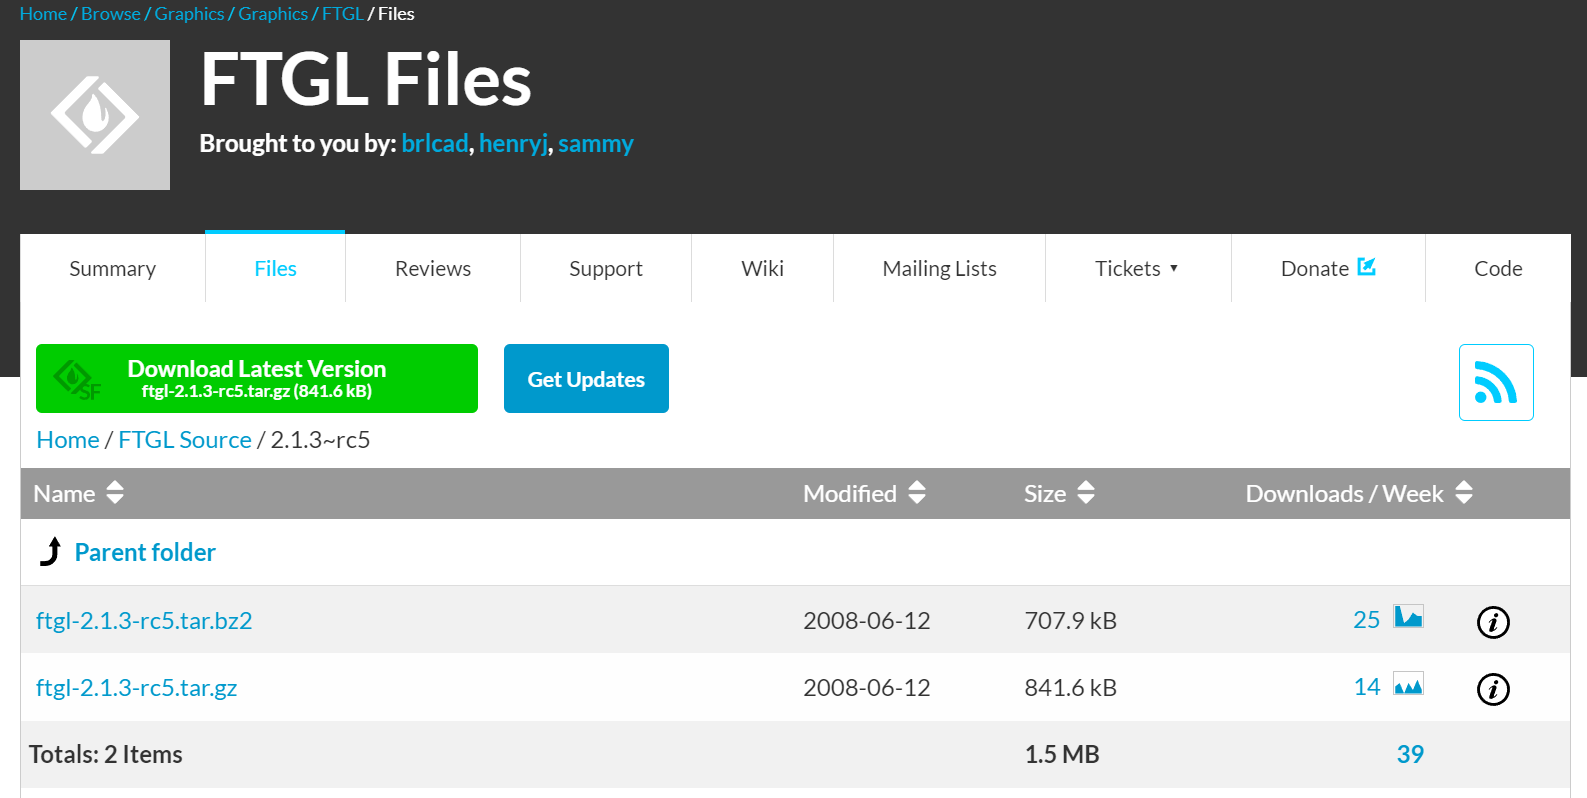 Home / Browse / Graphics / Graphics / FTGL / Files
FTGL Files
Brought to you by: brlcad, henryj, sammy
Summary Files Reviews Support Wiki Mailing Lists Tickets ▼ Donate Code
Download Latest Version
ftgl-2.1.3-rc5.tar.gz (841.6 kB)
SF
Get Updates
Home / FTGL Source / 2.1.3~rc5
Name Modified Size Downloads / Week
Parent folder
ftgl-2.1.3-rc5.tar.bz2 2008-06-12 707.9 kB 25 i
ftgl-2.1.3-rc5.tar.gz 2008-06-12 841.6 kB 14 i
Totals: 2 Items 1.5 MB 39